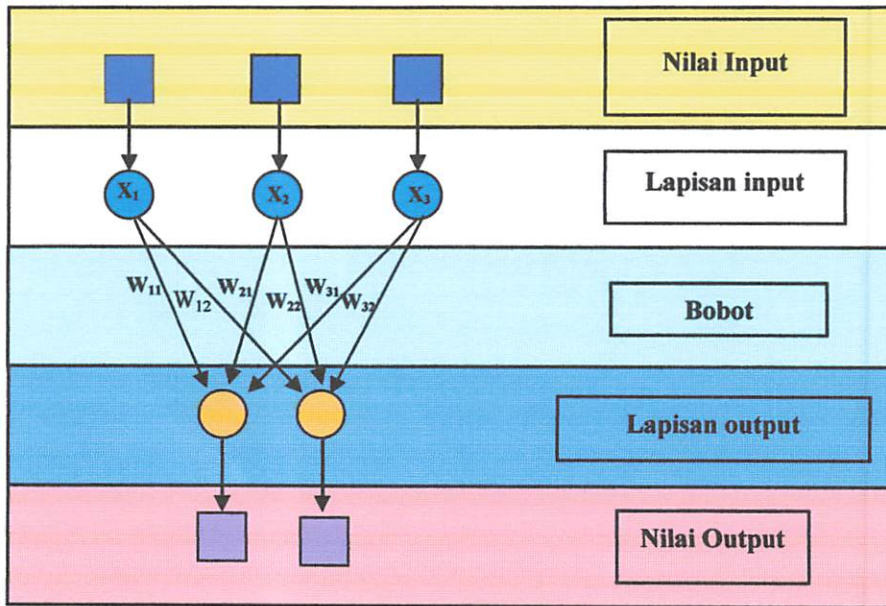 Nilai Input
X₁ X₂ X₃
Lapisan input
W₁₁ W₁₂ W₂₁ W₂₂ W₃₁ W₃₂
Bobot
Lapisan output
Nilai Output